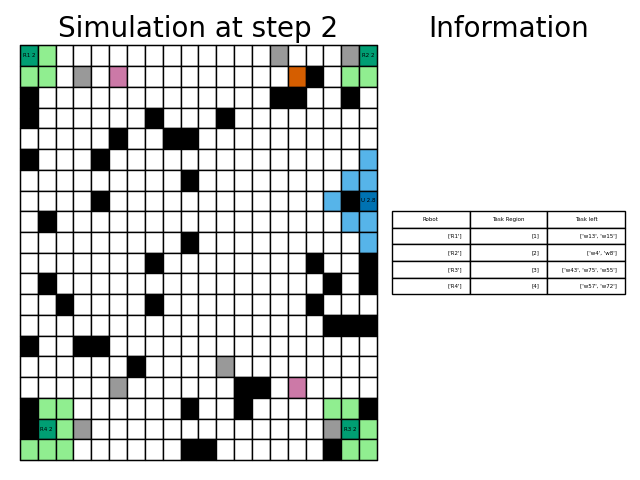 Simulation at step 2
Information
R1 2
R2 2
U 2.8
Robot Task Region Task left
['R1'] [1] ['w13', 'w15']
['R2'] [2] ['w4', 'w8']
['R3'] [3] ['w43', 'w75', 'w55']
['R4'] [4] ['w57', 'w72']
R4 2
R3 2